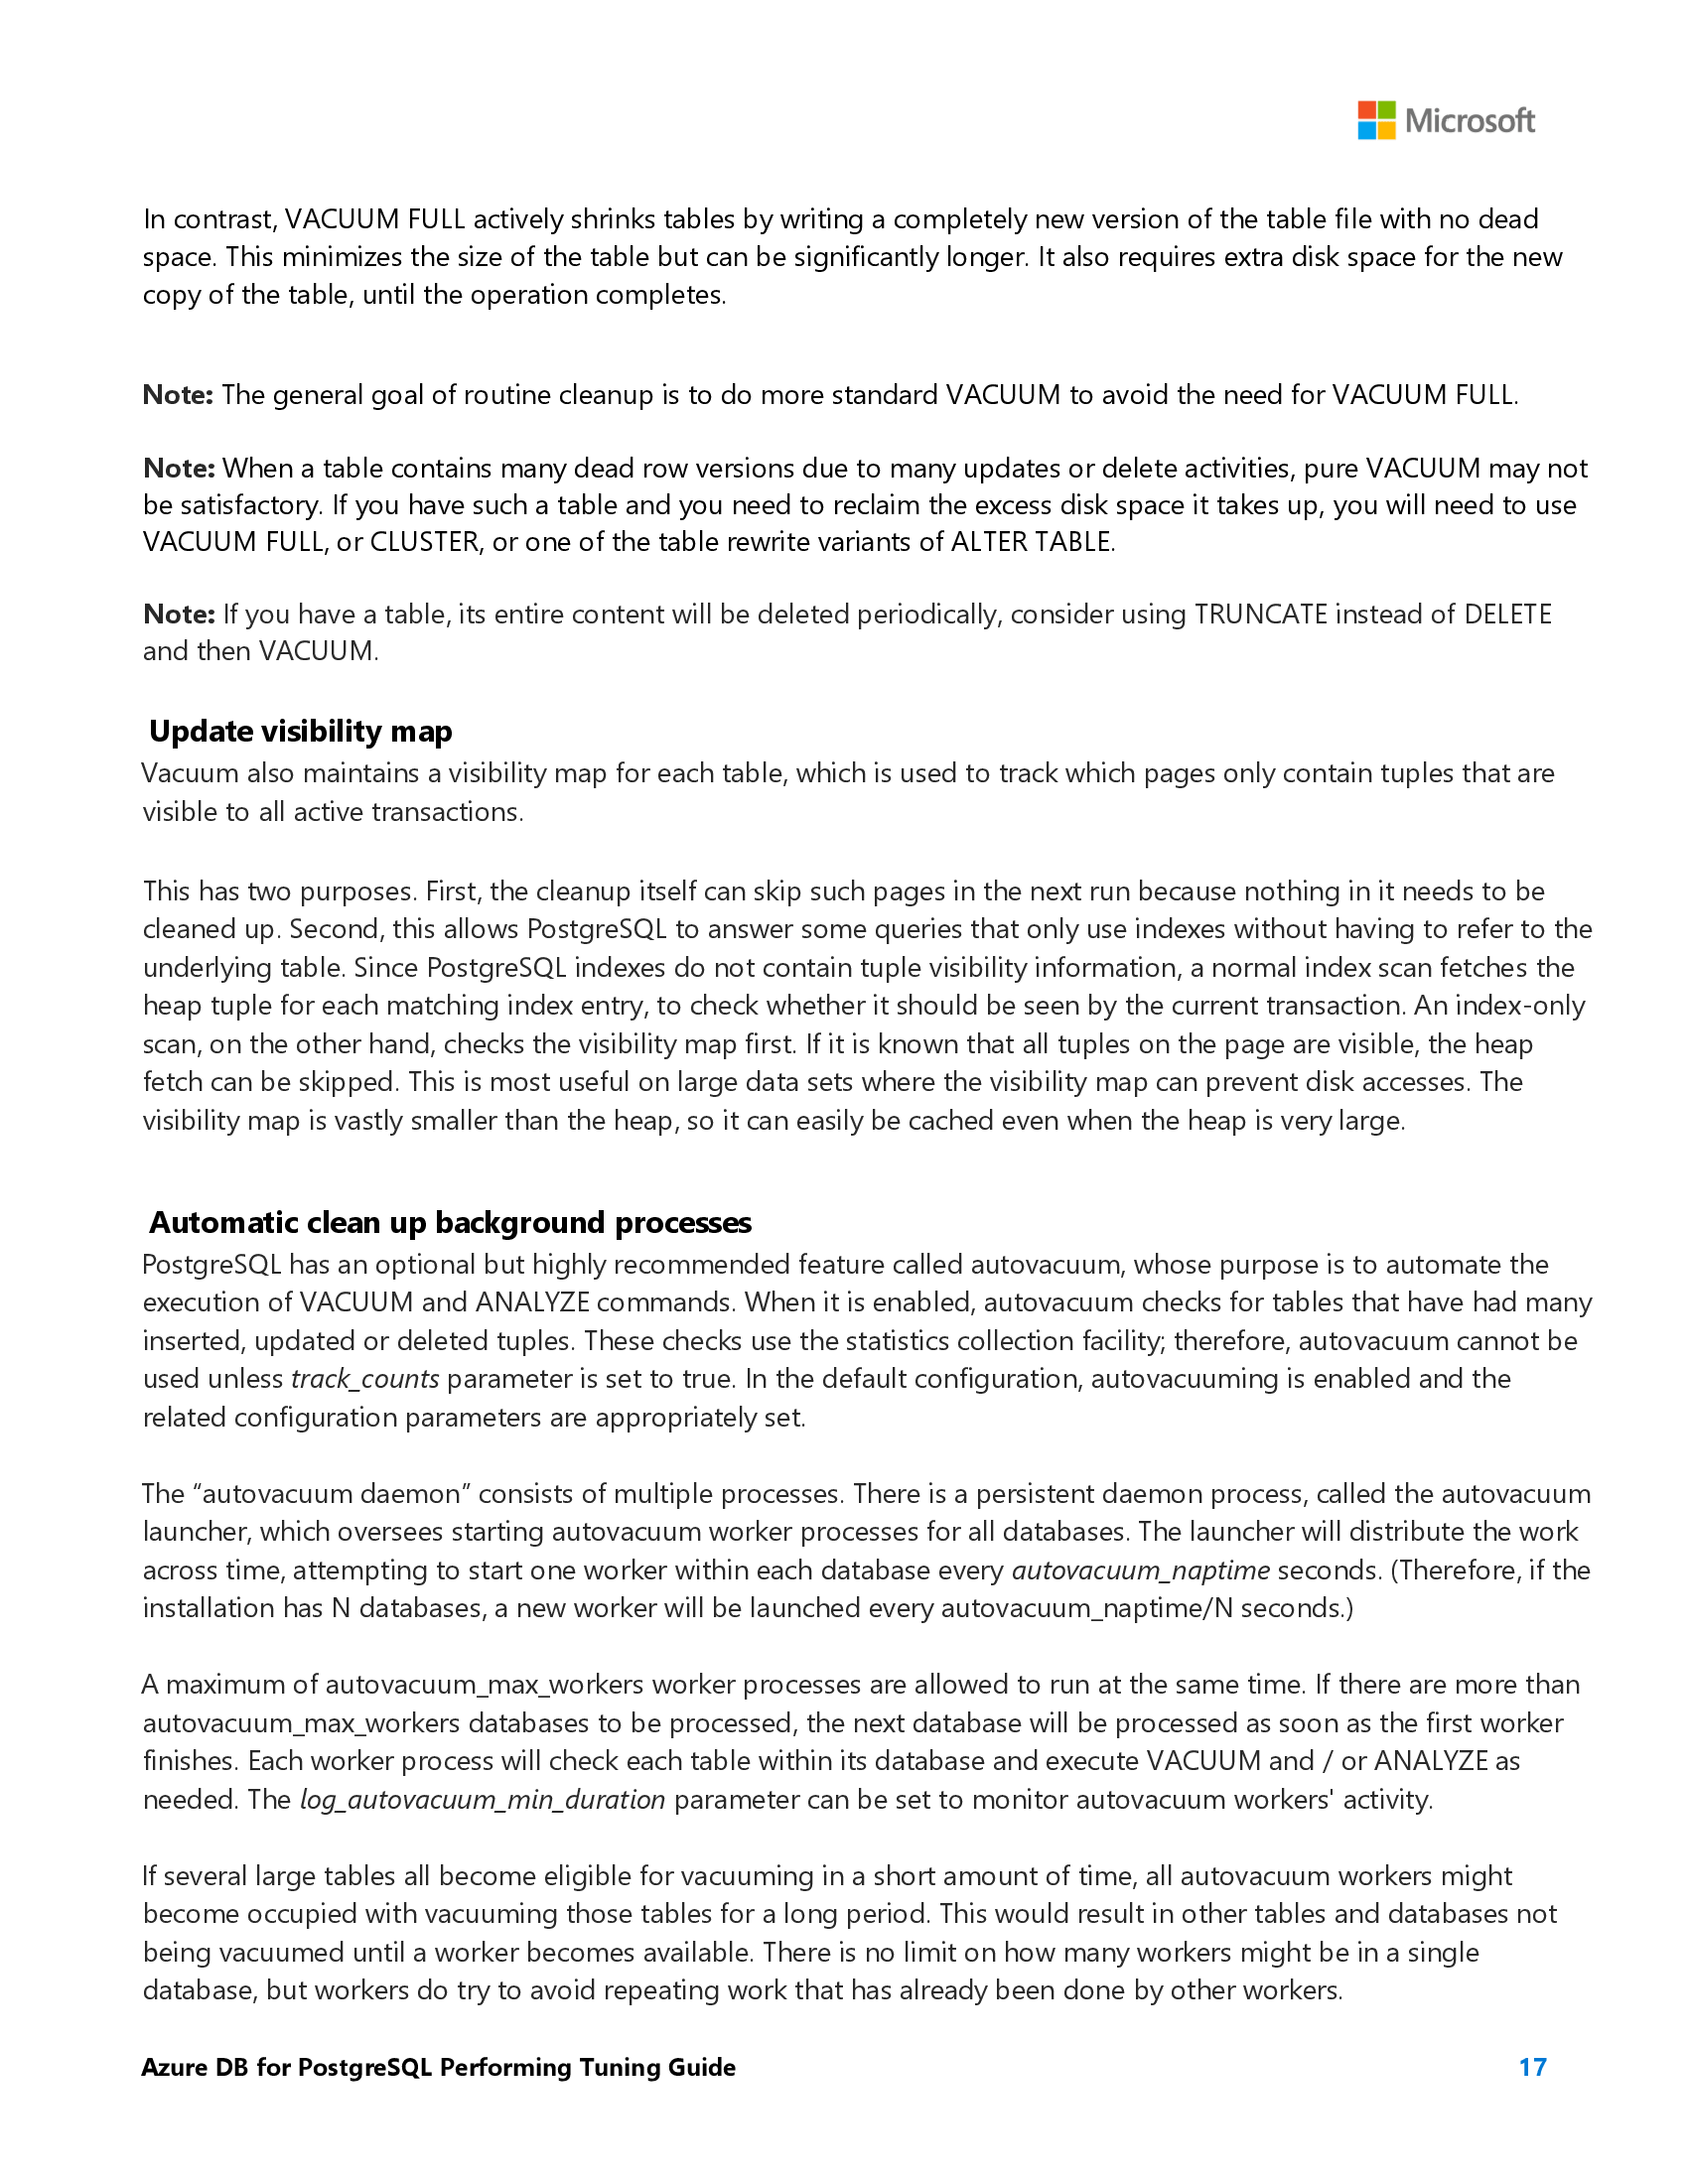 Microsoft
In contrast, VACUUM FULL actively shrinks tables by writing a completely new version of the table file with no dead
space. This minimizes the size of the table but can be significantly longer. It also requires extra disk space for the new
copy of the table, until the operation completes.
Note: The general goal of routine cleanup is to do more standard VACUUM to avoid the need for VACUUM FULL.
Note: When a table contains many dead row versions due to many updates or delete activities, pure VACUUM may not
be satisfactory. If you have such a table and you need to reclaim the excess disk space it takes up, you will need to use
VACUUM FULL, or CLUSTER, or one of the table rewrite variants of ALTER TABLE.
Note: If you have a table, its entire content will be deleted periodically, consider using TRUNCATE instead of DELETE
and then VACUUM.
Update visibility map
Vacuum also maintains a visibility map for each table, which is used to track which pages only contain tuples that are
visible to all active transactions.
This has two purposes. First, the cleanup itself can skip such pages in the next run because nothing in it needs to be
cleaned up. Second, this allows PostgreSQL to answer some queries that only use indexes without having to refer to the
underlying table. Since PostgreSQL indexes do not contain tuple visibility information, a normal index scan fetches the
heap tuple for each matching index entry, to check whether it should be seen by the current transaction. An index-only
scan, on the other hand, checks the visibility map first. If it is known that all tuples on the page are visible, the heap
fetch can be skipped. This is most useful on large data sets where the visibility map can prevent disk accesses. The
visibility map is vastly smaller than the heap, so it can easily be cached even when the heap is very large.
Automatic clean up background processes
PostgreSQL has an optional but highly recommended feature called autovacuum, whose purpose is to automate the
execution of VACUUM and ANALYZE commands. When it is enabled, autovacuum checks for tables that have had many
inserted, updated or deleted tuples. These checks use the statistics collection facility; therefore, autovacuum cannot be
used unless track_counts parameter is set to true. In the default configuration, autovacuuming is enabled and the
related configuration parameters are appropriately set.
The “autovacuum daemon” consists of multiple processes. There is a persistent daemon process, called the autovacuum
launcher, which oversees starting autovacuum worker processes for all databases. The launcher will distribute the work
across time, attempting to start one worker within each database every autovacuum_naptime seconds. (Therefore, if the
installation has N databases, a new worker will be launched every autovacuum_naptime/N seconds.)
A maximum of autovacuum_max_workers worker processes are allowed to run at the same time. If there are more than
autovacuum_max_workers databases to be processed, the next database will be processed as soon as the first worker
finishes. Each worker process will check each table within its database and execute VACUUM and / or ANALYZE as
needed. The log_autovacuum_min_duration parameter can be set to monitor autovacuum workers' activity.
If several large tables all become eligible for vacuuming in a short amount of time, all autovacuum workers might
become occupied with vacuuming those tables for a long period. This would result in other tables and databases not
being vacuumed until a worker becomes available. There is no limit on how many workers might be in a single
database, but workers do try to avoid repeating work that has already been done by other workers.
Azure DB for PostgreSQL Performing Tuning Guide 17